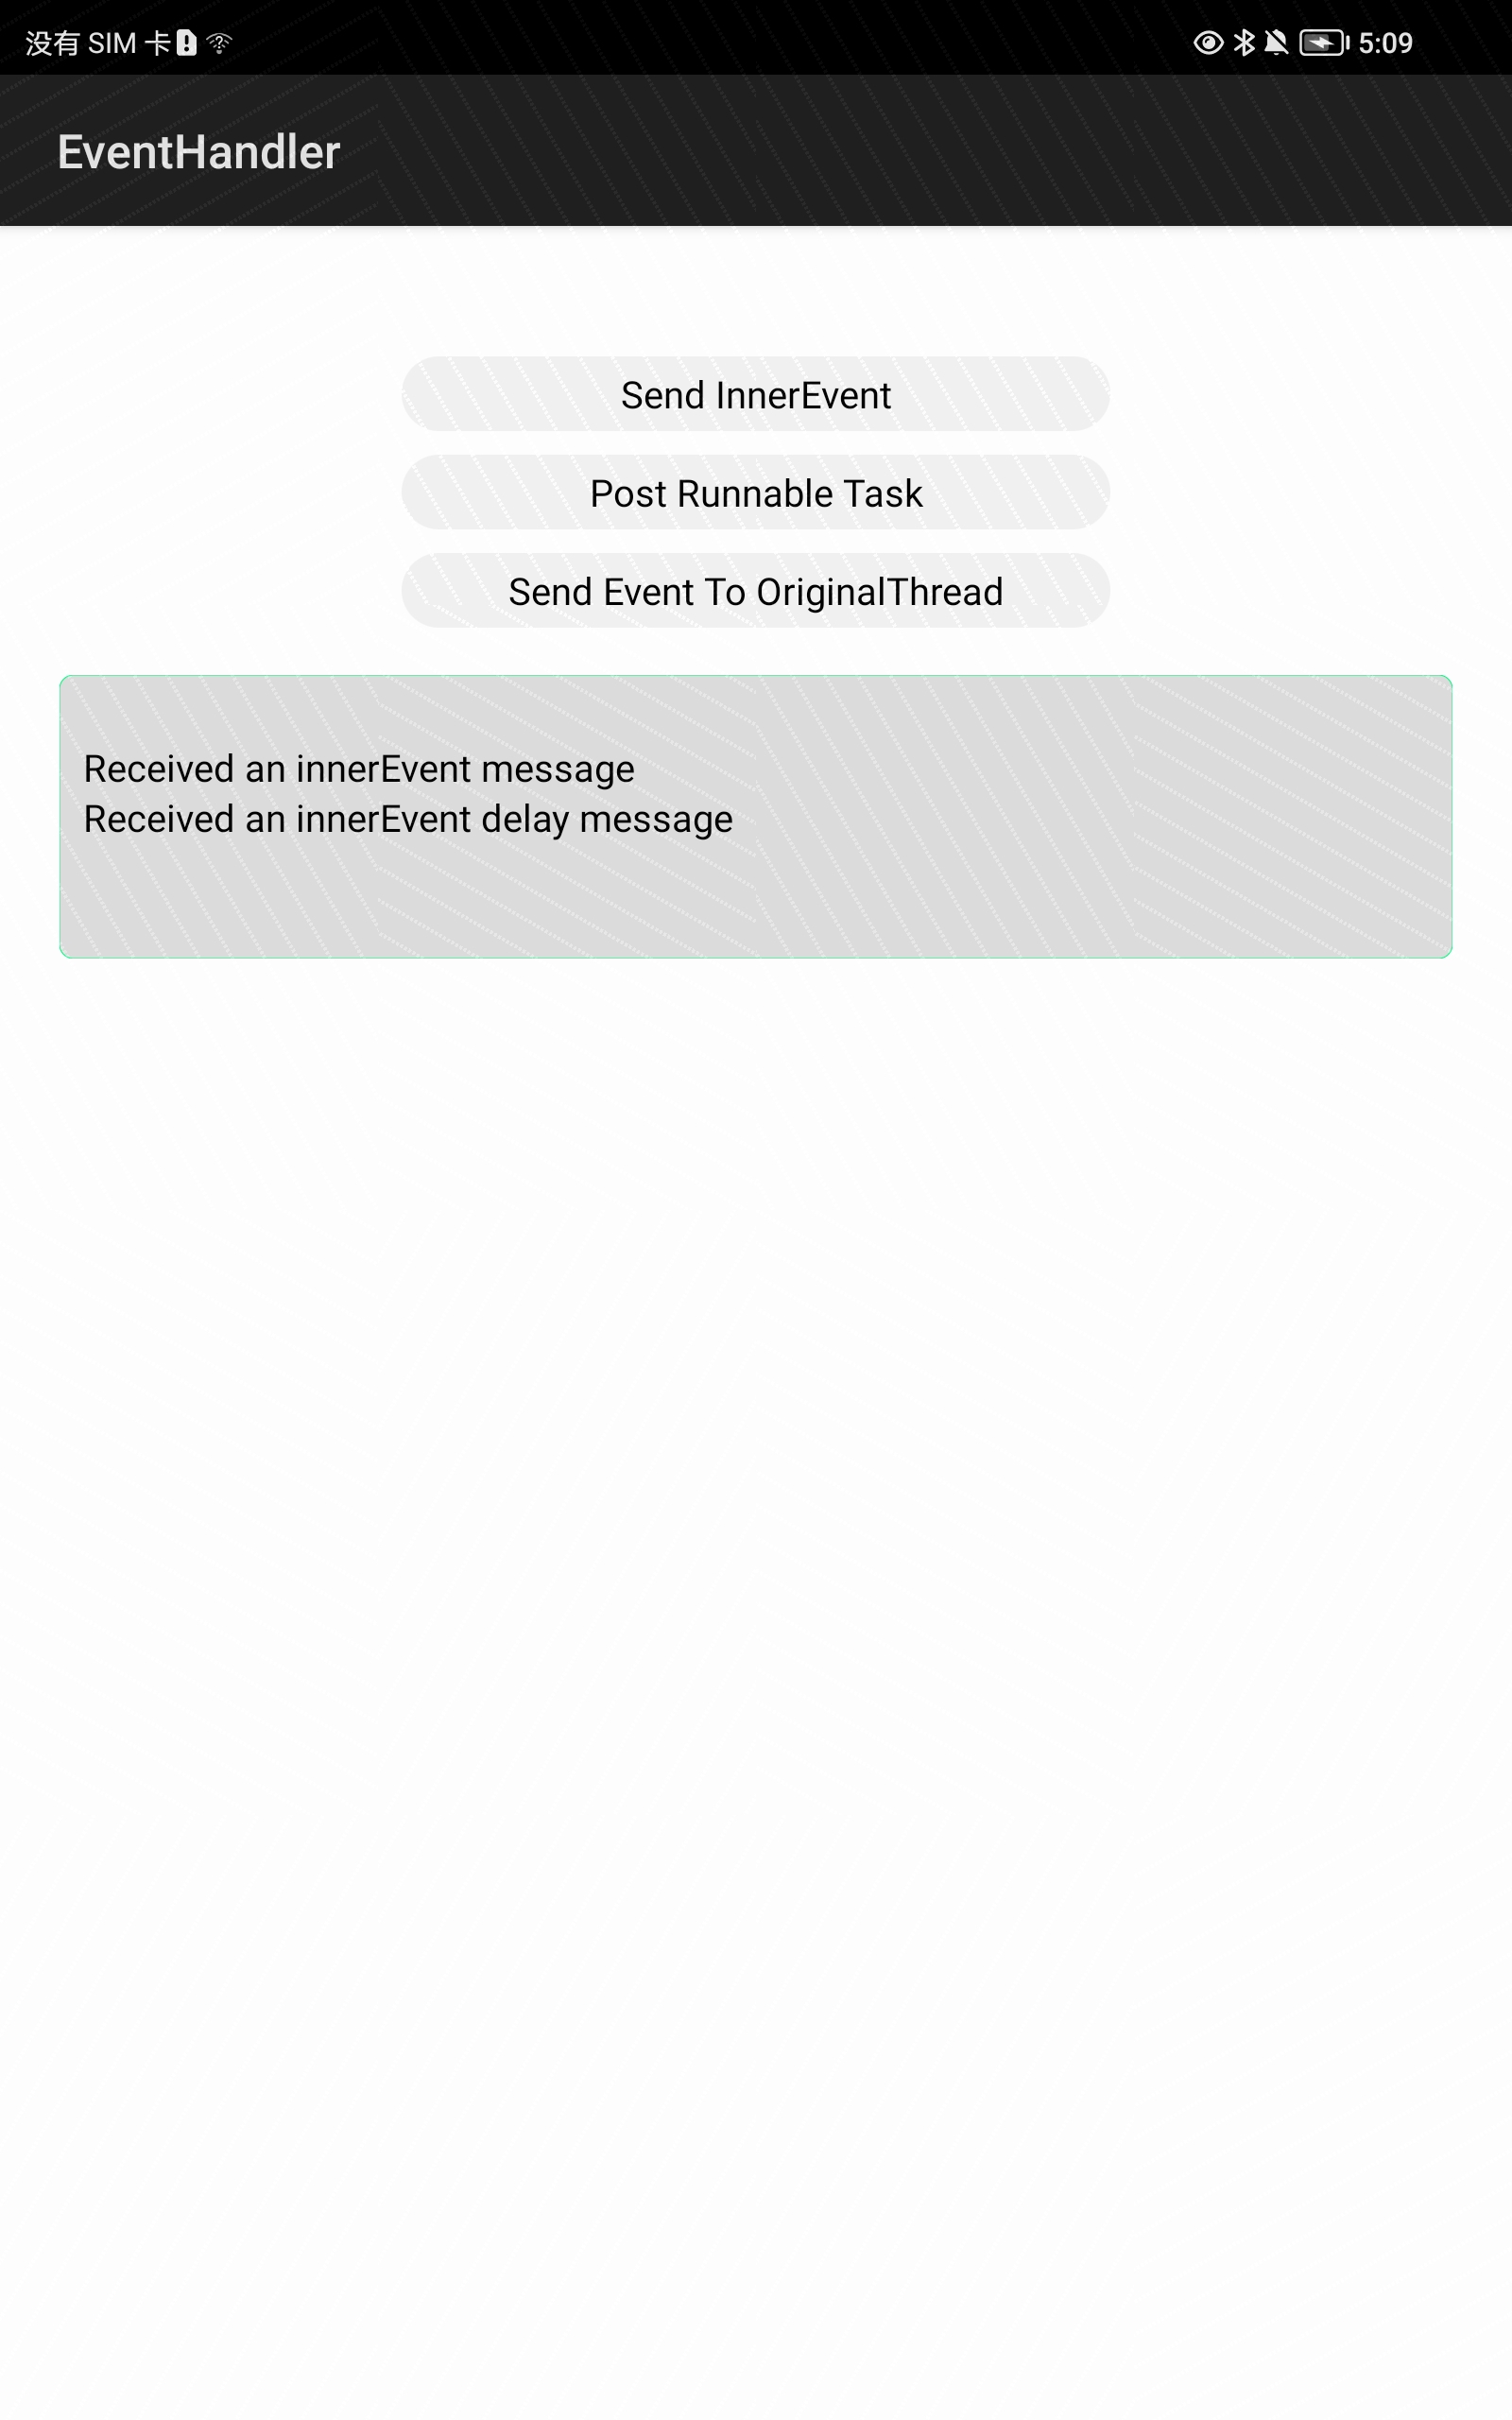 没有 SIM 卡
5:09
EventHandler
Send InnerEvent
Post Runnable Task
Send Event To OriginalThread
Received an innerEvent message
Received an innerEvent delay message